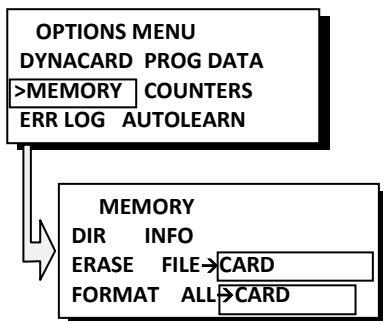 OPTIONS MENU
DYNACARD PROG DATA
>MEMORY COUNTERS
ERR LOG AUTOLEARN
MEMORY
DIR INFO
ERASE FILE→CARD
FORMAT ALL→CARD